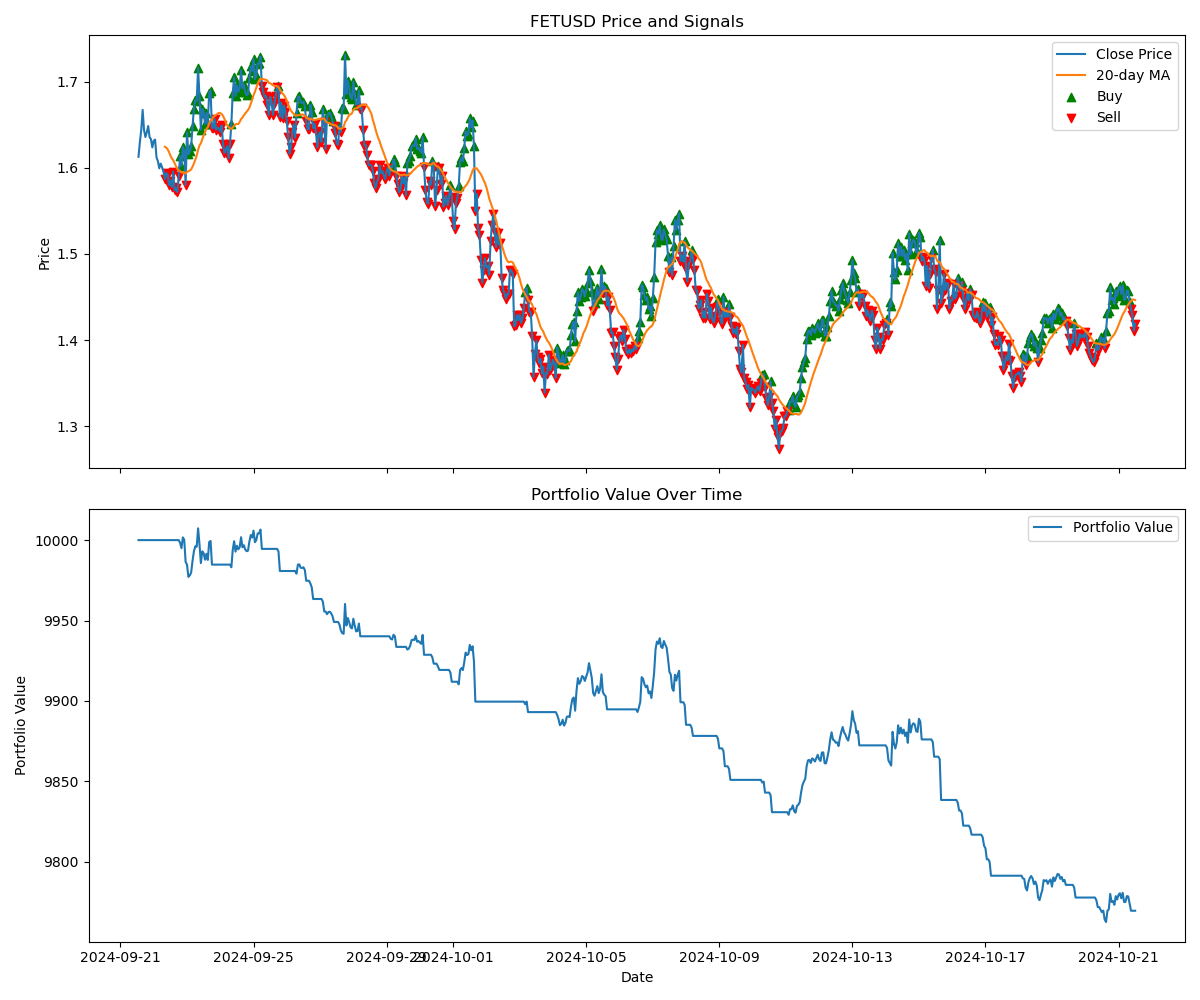 FETUSD Price and Signals
Close Price
20-day MA
Buy
Sell
1.7
1.6
1.5
1.4
1.3
Price
Portfolio Value Over Time
Portfolio Value
10000
9950
9900
9850
9800
Portfolio Value
2024-09-21
2024-09-25
2024-09-29
2024-10-01
2024-10-05
2024-10-09
2024-10-13
2024-10-17
2024-10-21
Date